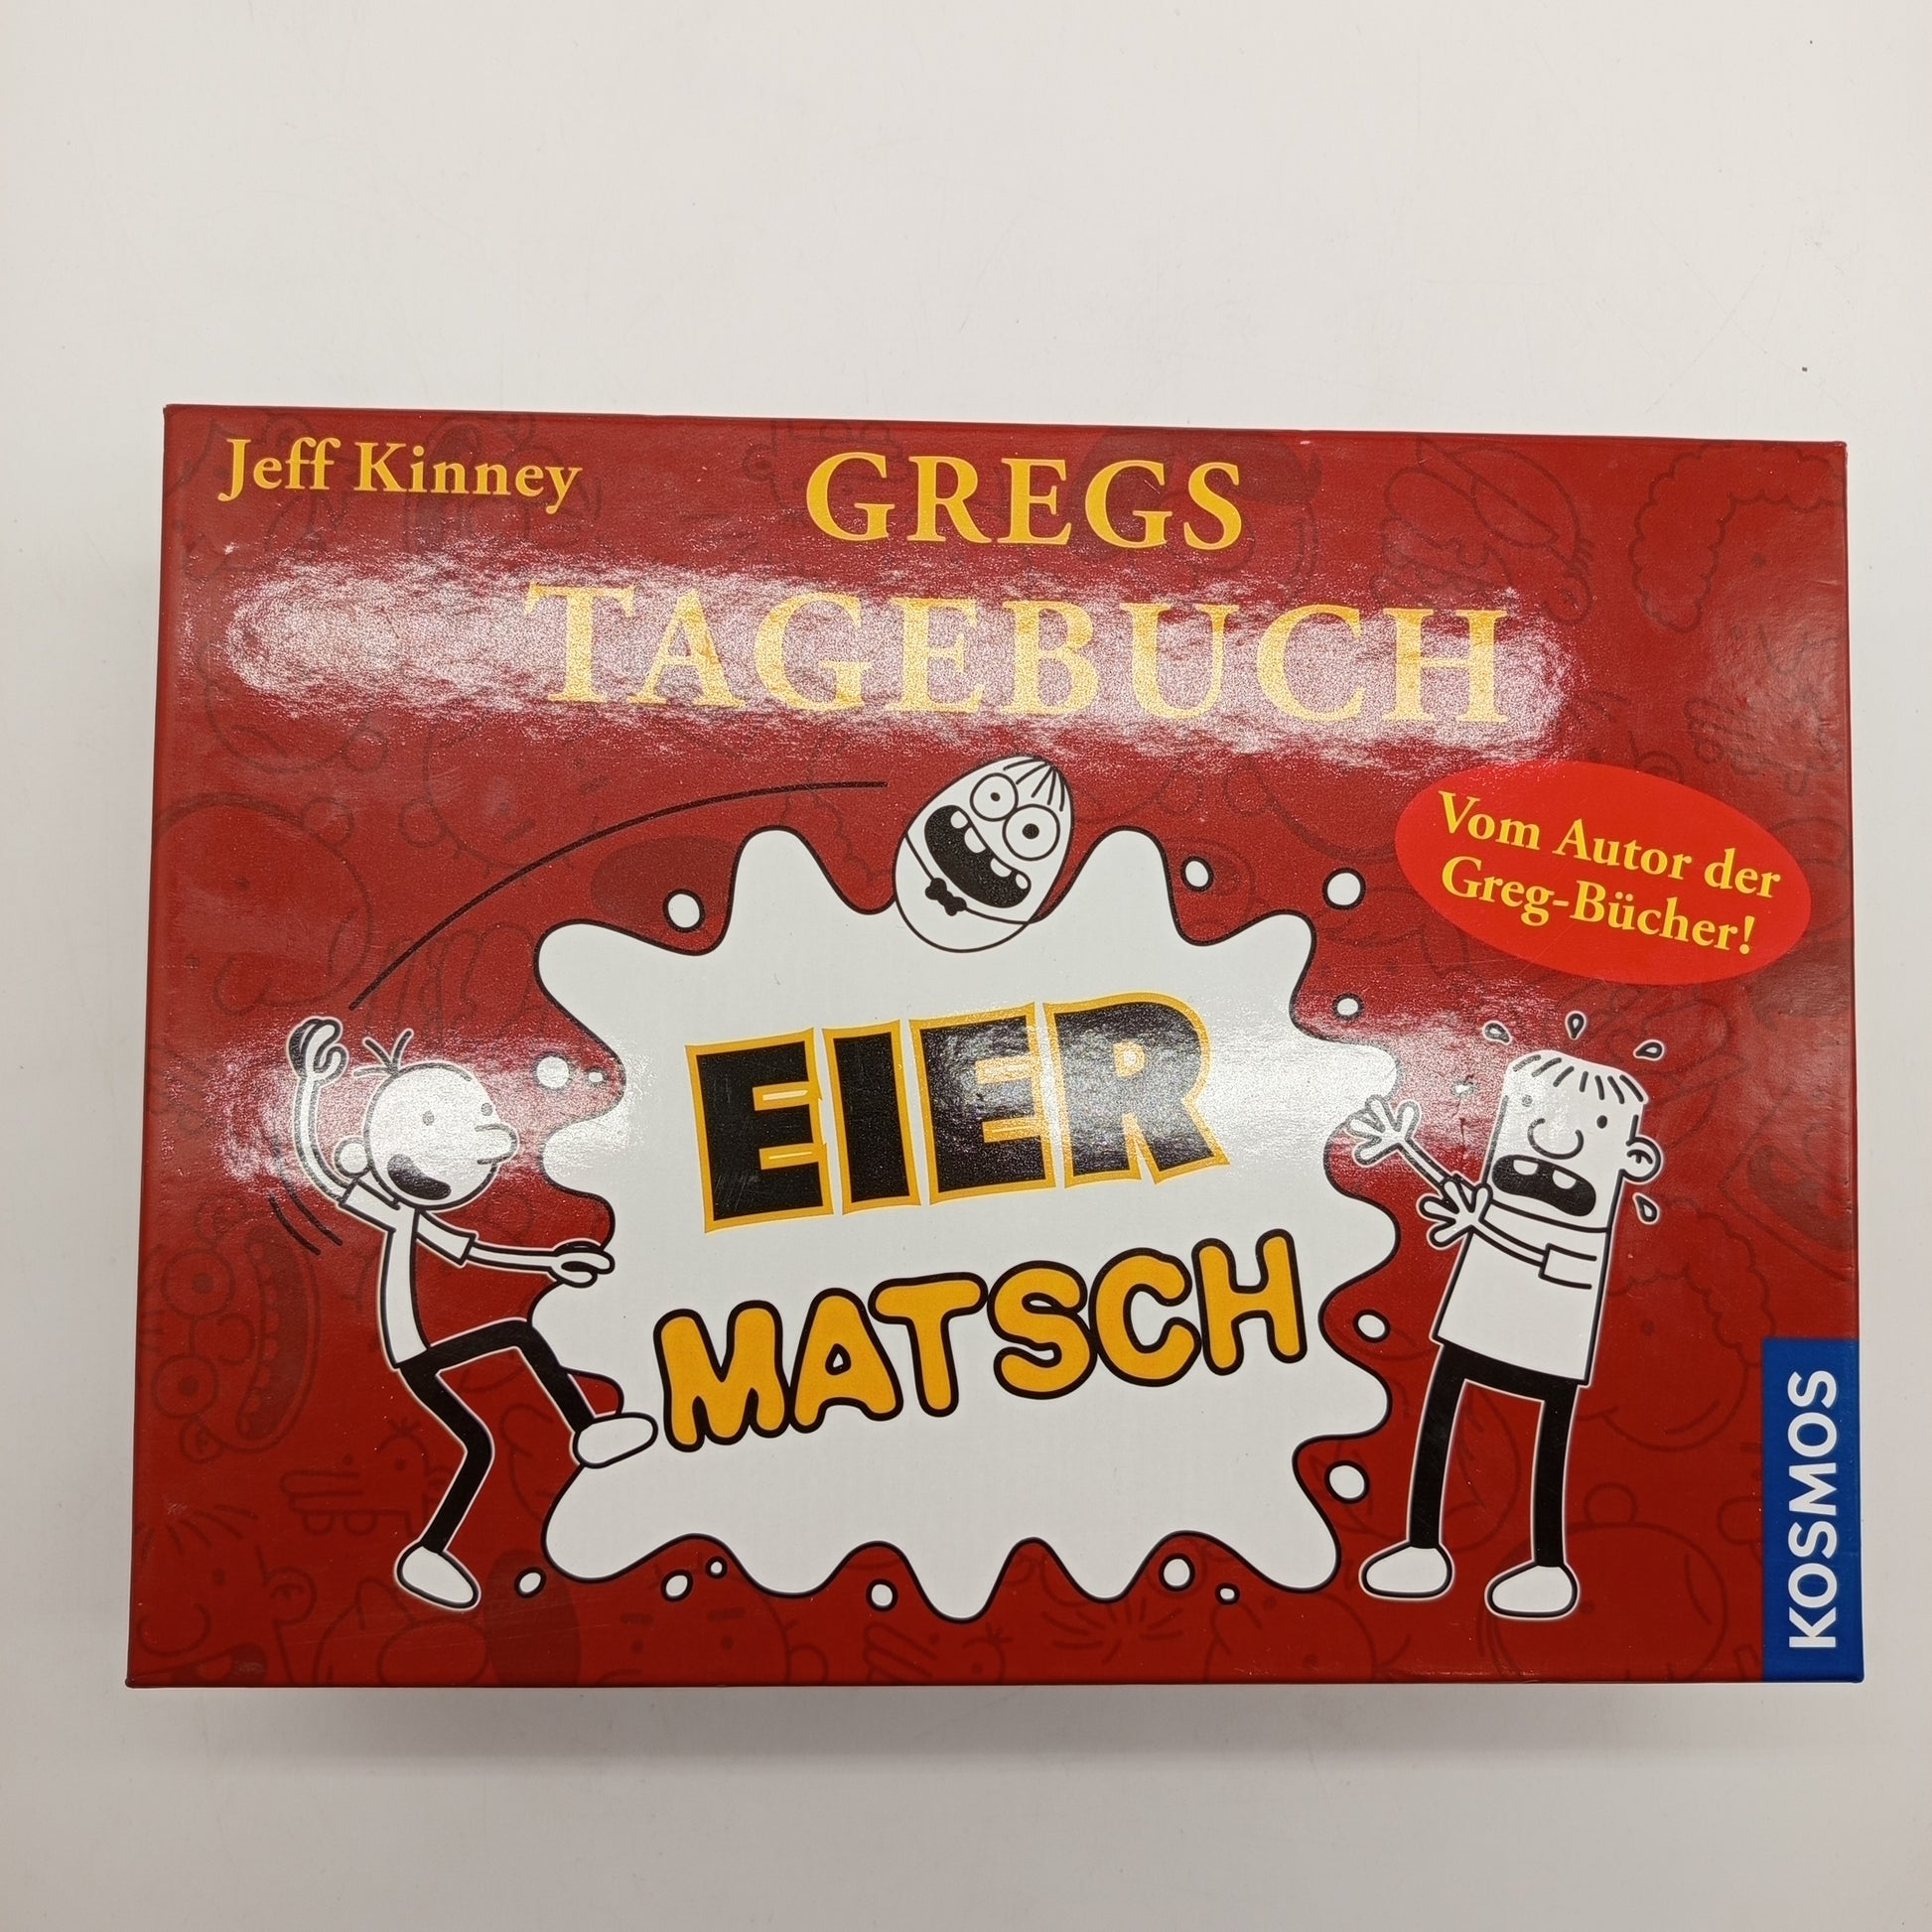 Jeff Kinney
GREGS
TAGEBUCH
Vom Autor der
Greg-Bücher!
EIER
MATSCH
KOSMOS